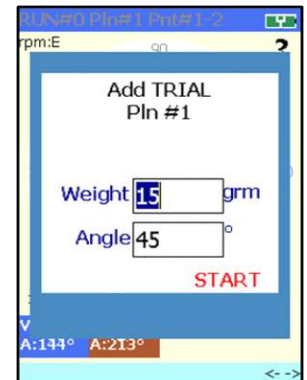 RUN#0 Pln#1 Pnt#1-2
rpm:E
90
2
Add TRIAL
Pln #1
Weight 15 grm
Angle 45 °
START
V
A:144° A:213°
<- ->